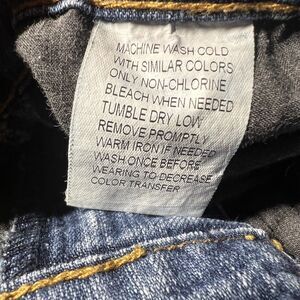 MACHINE WASH COLD
WITH SIMILAR COLORS
ONLY NON-CHLORINE
BLEACH WHEN NEEDED
TUMBLE DRY LOW
REMOVE PROMPTLY
WARM IRON IF NEEDED
WASH ONCE BEFORE
WEARING TO DECREASE
COLOR TRANSFER